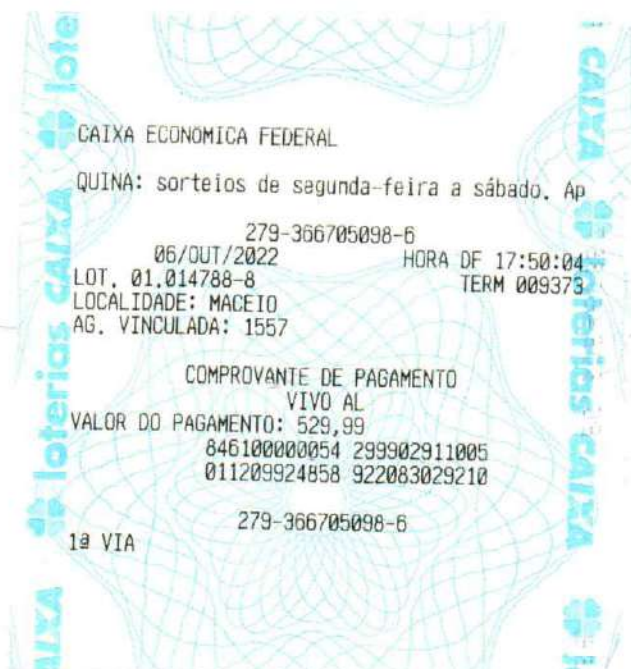 CAIXA ECONOMICA FEDERAL
QUINA: sorteios de segunda-feira a sábado. Ap
279-366705098-6
06/OUT/2022 HORA DF 17:50:04
LOT. 01.014788-8 TERM 009373
LOCALIDADE: MACEIO
AG. VINCULADA: 1557
COMPROVANTE DE PAGAMENTO
VIVO AL
VALOR DO PAGAMENTO: 529,99
846100000054 299902911005
011209924858 922083029210
279-366705098-6
1ª VIA
loterias CAIXA
loterias CAIXA